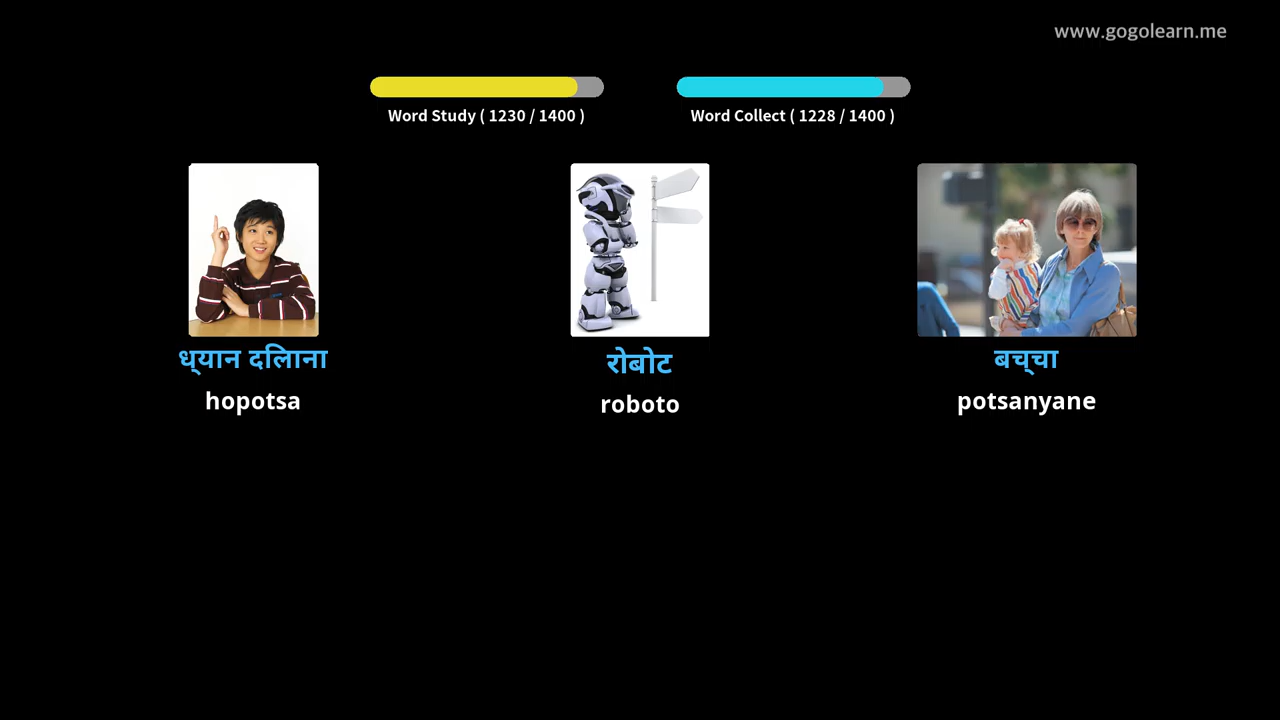 www.gogolearn.me
Word Study ( 1230 / 1400 )
Word Collect ( 1228 / 1400 )
ध्यान दलािना
रोबोट
बच्चा
hopotsa
roboto
potsanyane